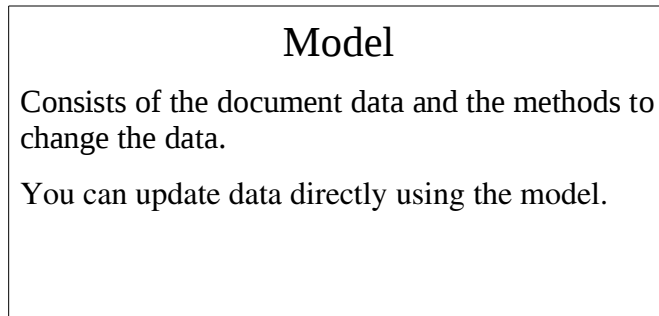 Model
Consists of the document data and the methods to
change the data.
You can update data directly using the model.